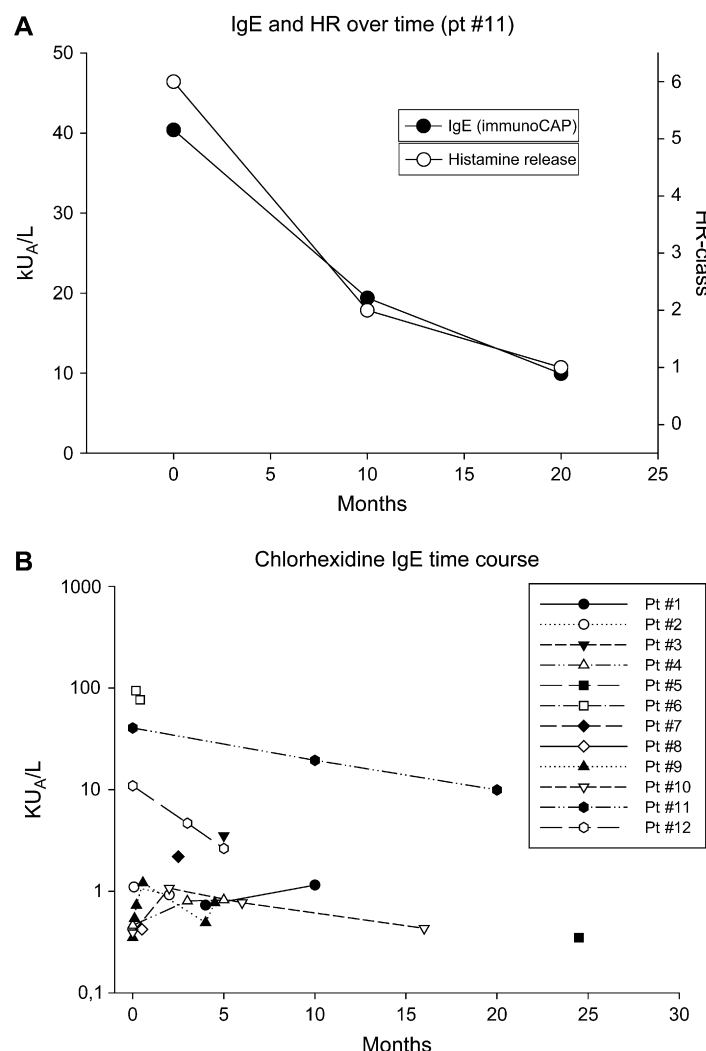 A
IgE and HR over time (pt #11)
50
40
30
20
10
0
kUA/L
IgE (immunoCAP)
Histamine release
6
5
4
3
2
1
0
HR-class
0 5 10 15 20 25
Months
B
Chlorhexidine IgE time course
1000
100
10
1
0,1
KUA/L
Pt #1
Pt #2
Pt #3
Pt #4
Pt #5
Pt #6
Pt #7
Pt #8
Pt #9
Pt #10
Pt #11
Pt #12
0 5 10 15 20 25 30
Months